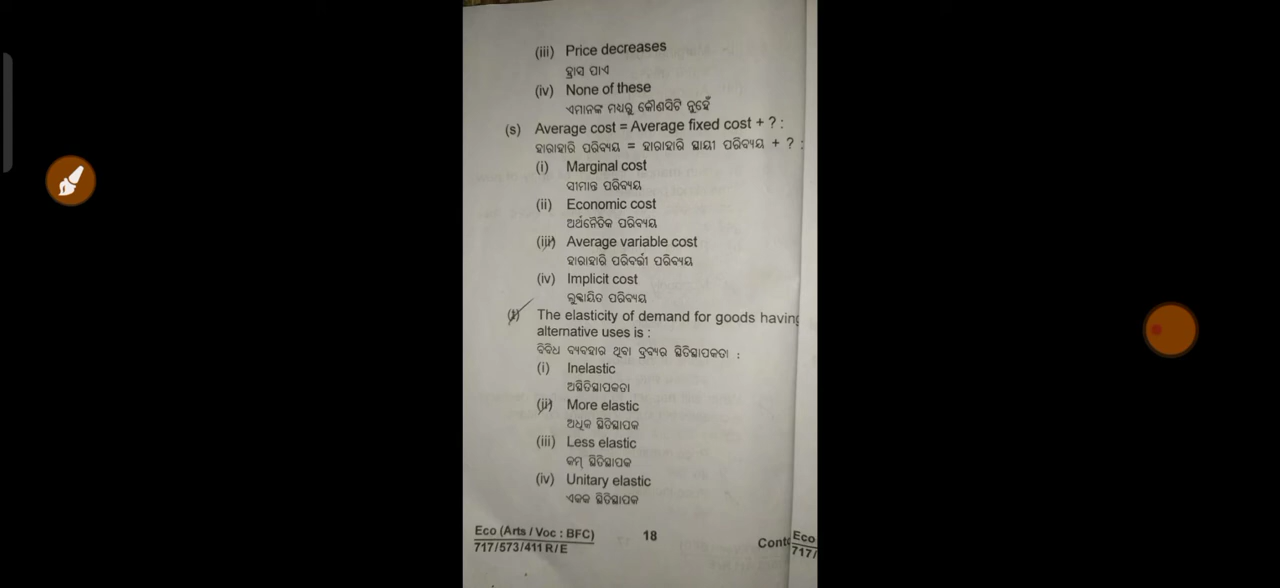 (iii) Price decreases
ହ୍ରାସ ପାଏ
(iv) None of these
ଏମାନଙ୍କ ମଧ୍ୟରୁ କୌଣସିଟି ନୁହେଁ
(s) Average cost = Average fixed cost + ? :
ହାରାହାରି ପରିବ୍ୟୟ = ହାରାହାରି ସ୍ଥାୟୀ ପରିବ୍ୟୟ + ? :
(i) Marginal cost
ସୀମାନ୍ତ ପରିବ୍ୟୟ
(ii) Economic cost
ଅର୍ଥନୈତିକ ପରିବ୍ୟୟ
(iii) Average variable cost
ହାରାହାରି ପରିବର୍ତ୍ତୀ ପରିବ୍ୟୟ
(iv) Implicit cost
ଲୁକ୍କାୟିତ ପରିବ୍ୟୟ
(t) The elasticity of demand for goods having
alternative uses is :
ବିବିଧ ବ୍ୟବହାର ଥିବା ଦ୍ରବ୍ୟର ସ୍ଥିତିସ୍ଥାପକତା :
(i) Inelastic
ଅସ୍ଥିତିସ୍ଥାପକତା
(ii) More elastic
ଅଧିକ ସ୍ଥିତିସ୍ଥାପକ
(iii) Less elastic
କମ୍ ସ୍ଥିତିସ୍ଥାପକ
(iv) Unitary elastic
ଏକକ ସ୍ଥିତିସ୍ଥାପକ
Eco (Arts / Voc : BFC) 18
717/573/411 R/E
Eco
717/